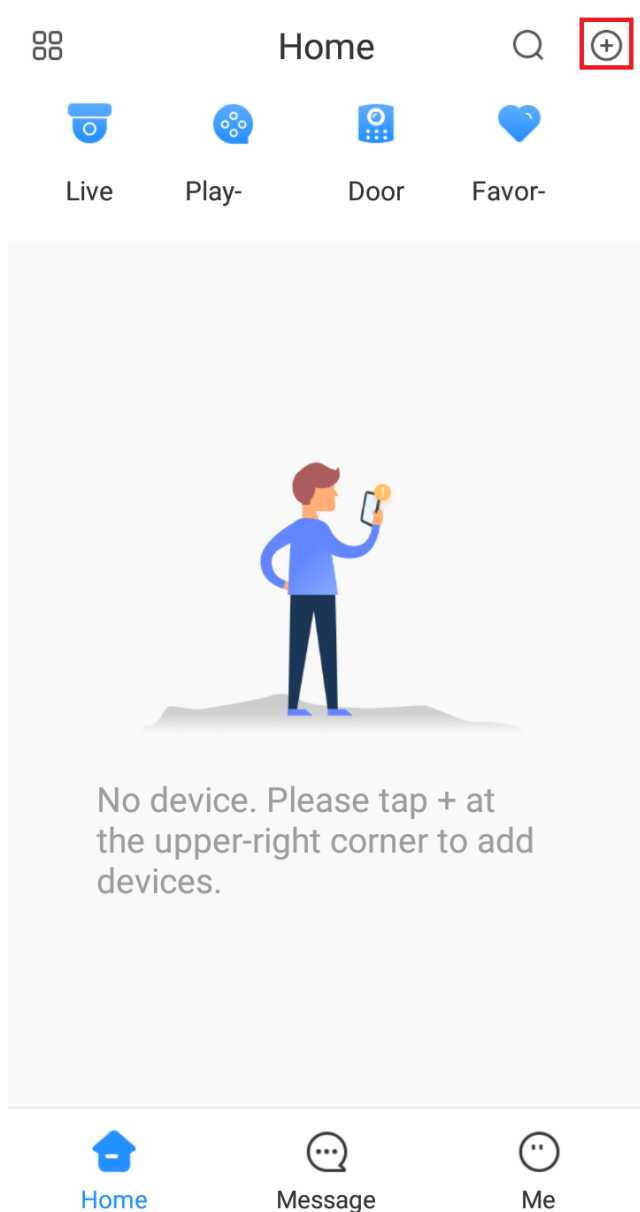 Home
Live Play- Door Favor-
No device. Please tap + at
the upper-right corner to add
devices.
Home Message Me